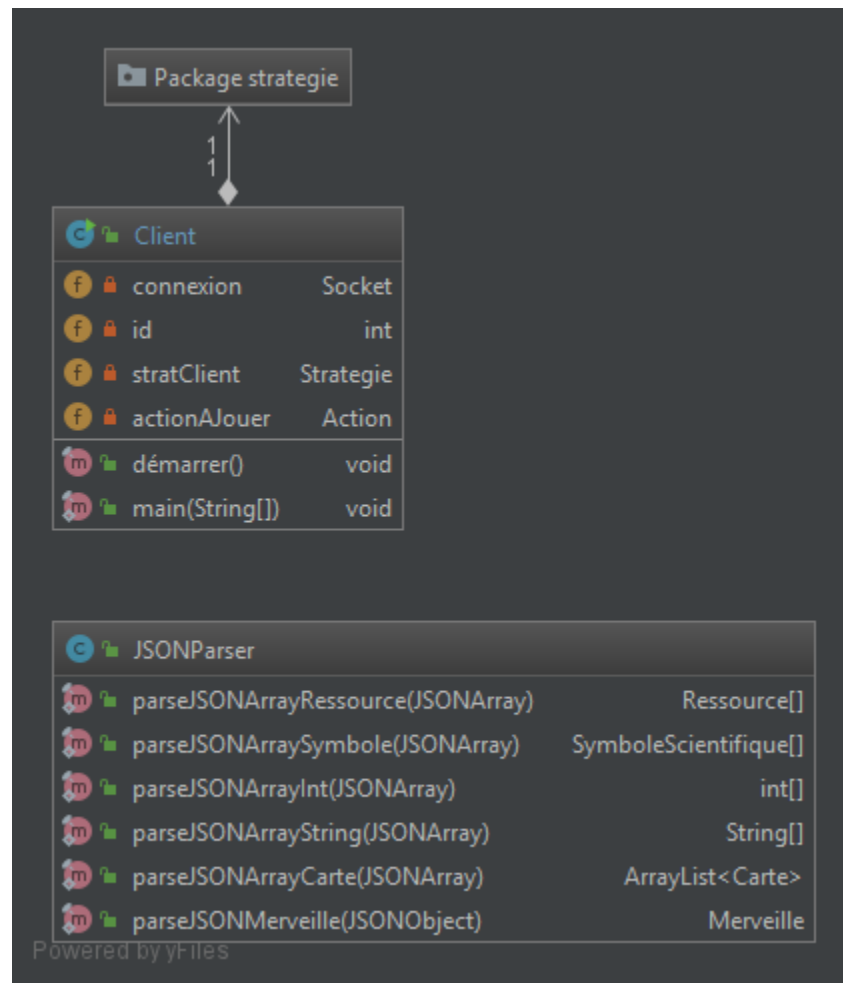 Package strategie
1
1
Client
connexion Socket
id int
stratClient Strategie
actionAJouer Action
démarrer() void
main(String[]) void
JSONParser
parseJSONArrayRessource(JSONArray) Ressource[]
parseJSONArraySymbole(JSONArray) SymboleScientifique[]
parseJSONArrayInt(JSONArray) int[]
parseJSONArrayString(JSONArray) String[]
parseJSONArrayCarte(JSONArray) ArrayList<Carte>
parseJSONMerveille(JSONObject) Merveille
Powered by yFiles